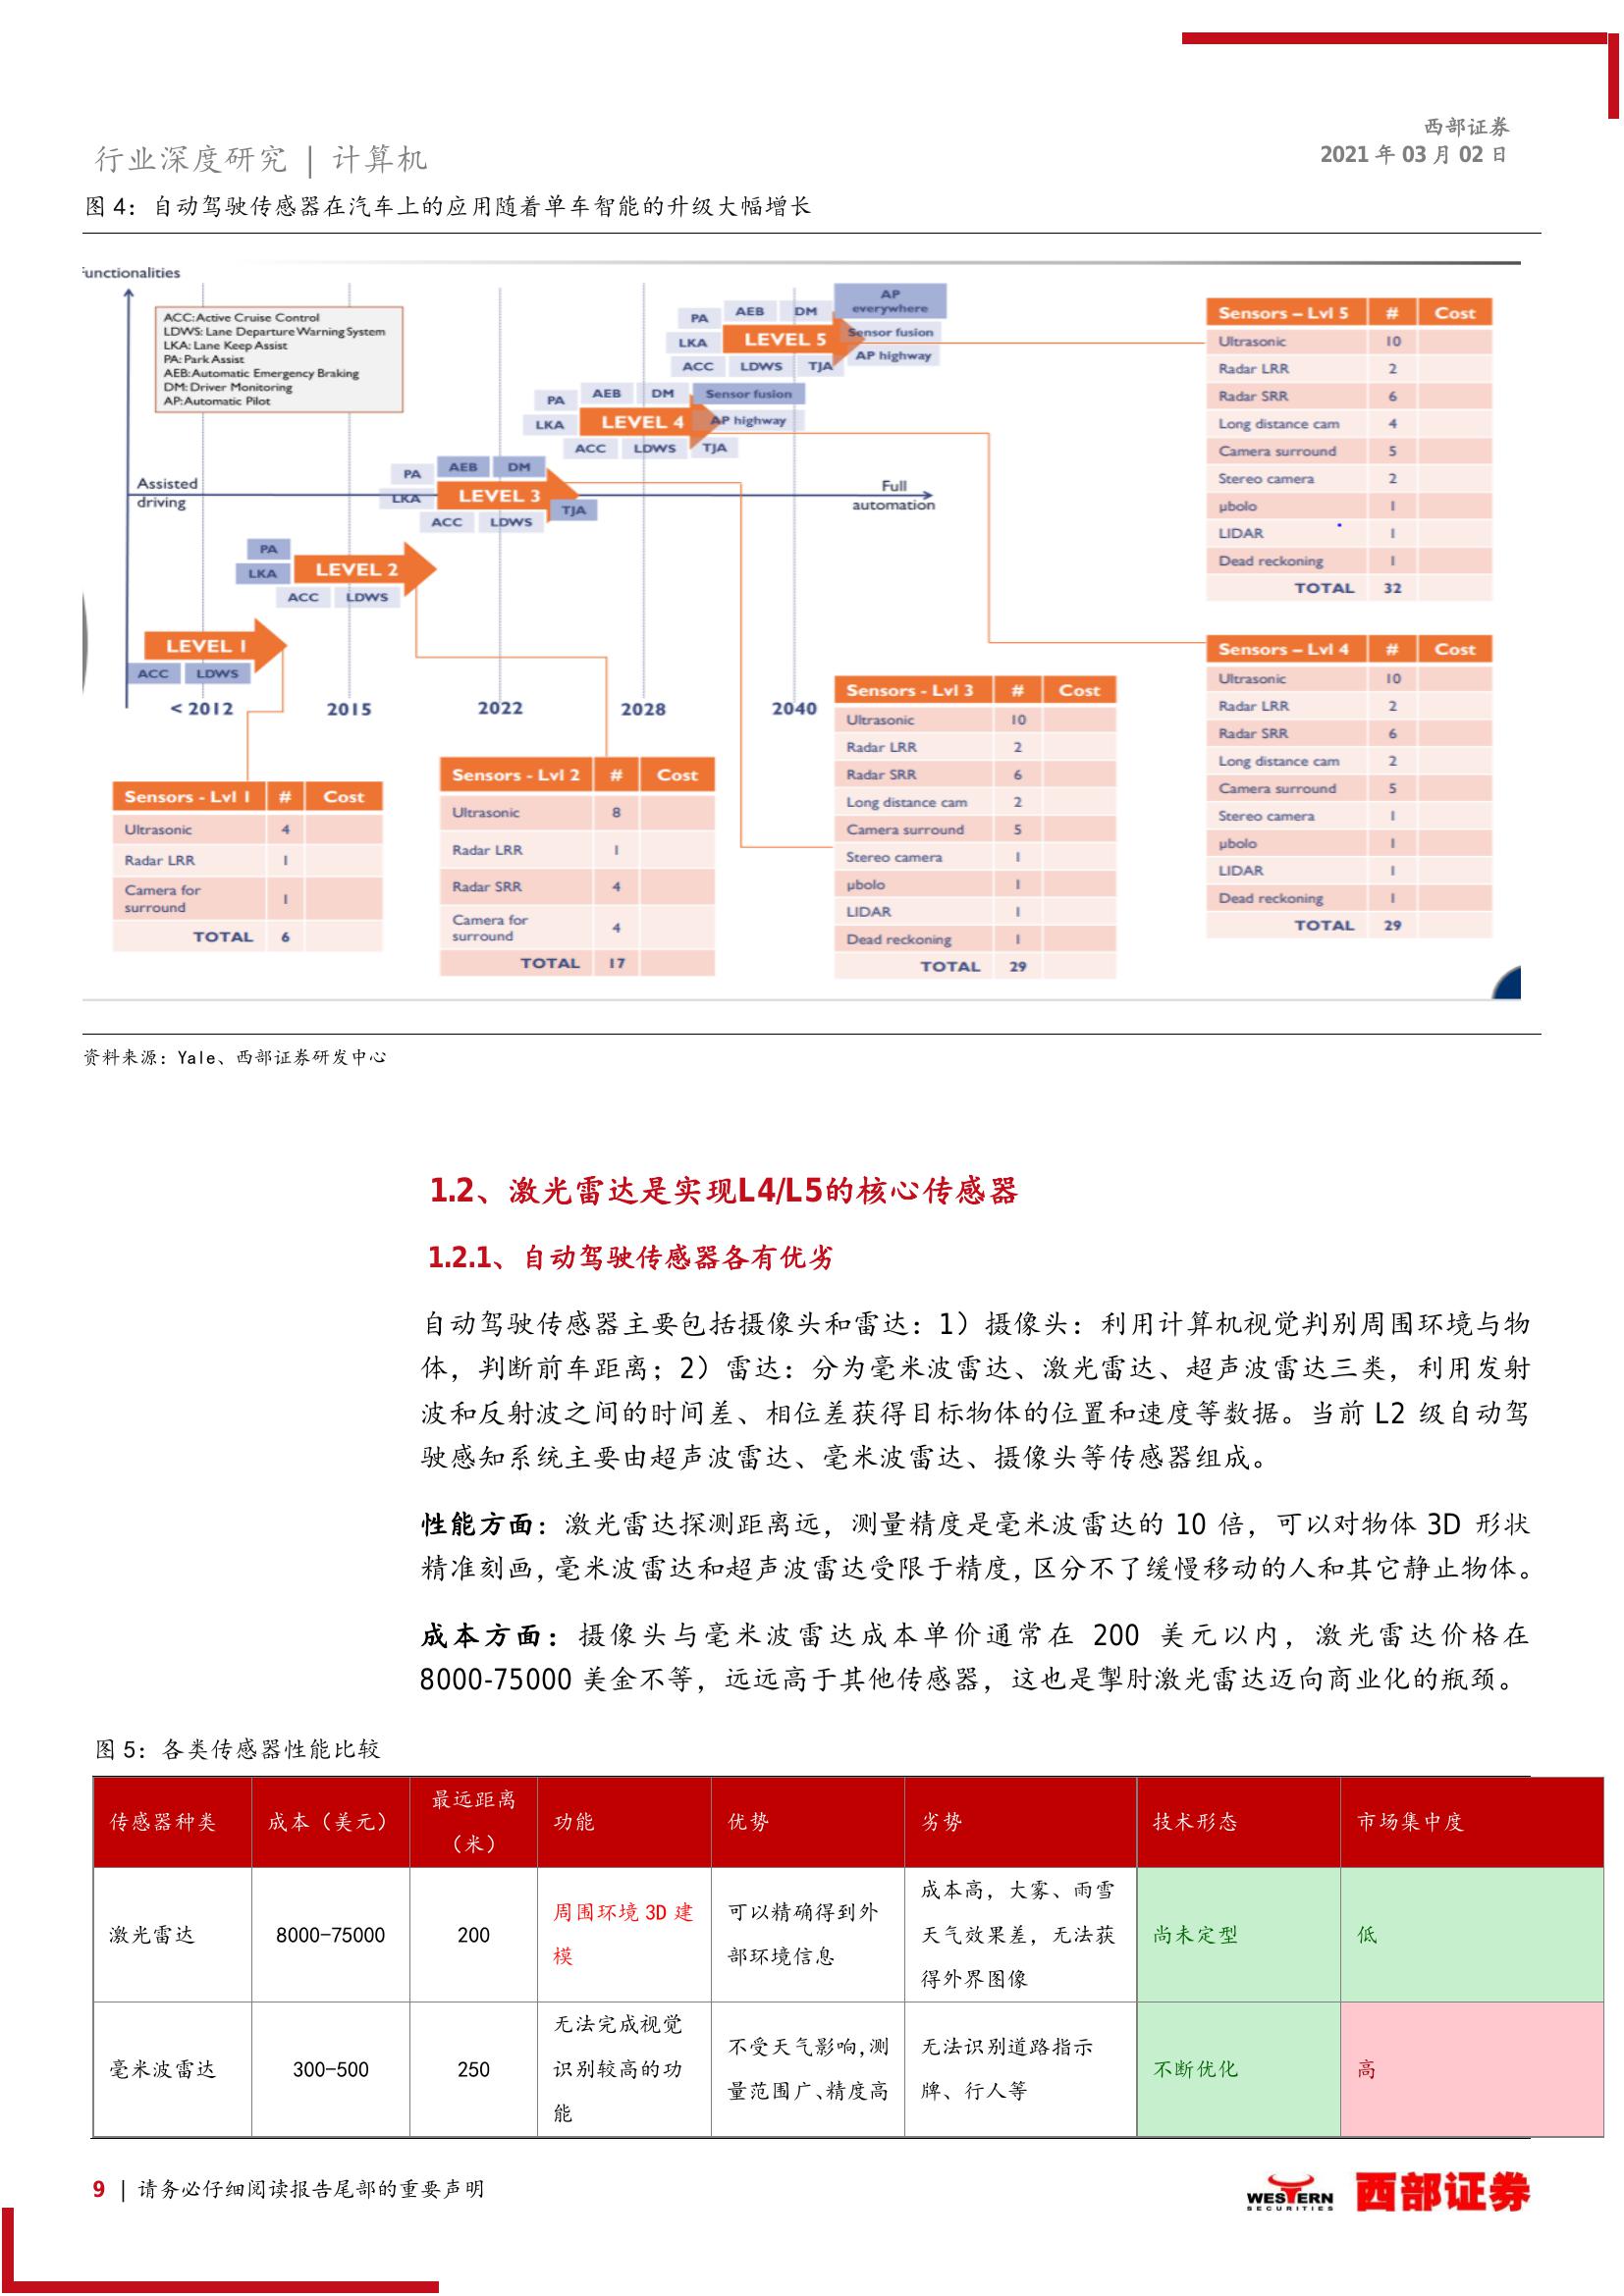 西部证券
行业深度研究 | 计算机
2021 年 03 月 02 日
图 4：自动驾驶传感器在汽车上的应用随着单车智能的升级大幅增长
unctionalities
ACC:Active Cruise Control
LDWS: Lane Departure Warning System
LKA: Lane Keep Assist
PA: Park Assist
AEB:Automatic Emergency Braking
DM: Driver Monitoring
AP:Automatic Pilot
AP everywhere
PA AEB DM
LKA LEVEL 5 Sensor fusion
AP highway
ACC LDWS TJA
PA AEB DM Sensor fusion
LKA LEVEL 4 AP highway
ACC LDWS TJA
PA AEB DM
LKA LEVEL 3 TJA
ACC LDWS
Assisted driving
Full automation
PA
LKA LEVEL 2
ACC LDWS
LEVEL 1
ACC LDWS
< 2012 2015 2022 2028 2040
Sensors – Lvl 5 # Cost
Ultrasonic 10
Radar LRR 2
Radar SRR 6
Long distance cam 4
Camera surround 5
Stereo camera 2
µbolo 1
LIDAR 1
Dead reckoning 1
TOTAL 32
Sensors – Lvl 4 # Cost
Ultrasonic 10
Radar LRR 2
Radar SRR 6
Long distance cam 2
Camera surround 5
Stereo camera 1
µbolo 1
LIDAR 1
Dead reckoning 1
TOTAL 29
Sensors - Lvl 3 # Cost
Ultrasonic 10
Radar LRR 2
Radar SRR 6
Long distance cam 2
Camera surround 5
Stereo camera 1
µbolo 1
LIDAR 1
Dead reckoning 1
TOTAL 29
Sensors - Lvl 2 # Cost
Ultrasonic 8
Radar LRR 1
Radar SRR 4
Camera for surround 4
TOTAL 17
Sensors - Lvl 1 # Cost
Ultrasonic 4
Radar LRR 1
Camera for surround 1
TOTAL 6
资料来源：Yale、西部证券研发中心
1.2、激光雷达是实现L4/L5的核心传感器
1.2.1、自动驾驶传感器各有优劣
自动驾驶传感器主要包括摄像头和雷达：1）摄像头：利用计算机视觉判别周围环境与物
体，判断前车距离；2）雷达：分为毫米波雷达、激光雷达、超声波雷达三类，利用发射
波和反射波之间的时间差、相位差获得目标物体的位置和速度等数据。当前 L2 级自动驾
驶感知系统主要由超声波雷达、毫米波雷达、摄像头等传感器组成。
性能方面：激光雷达探测距离远，测量精度是毫米波雷达的 10 倍，可以对物体 3D 形状
精准刻画，毫米波雷达和超声波雷达受限于精度，区分不了缓慢移动的人和其它静止物体。
成本方面：摄像头与毫米波雷达成本单价通常在 200 美元以内，激光雷达价格在
8000-75000 美金不等，远远高于其他传感器，这也是掣肘激光雷达迈向商业化的瓶颈。
图 5：各类传感器性能比较
传感器种类 成本（美元） 最远距离（米） 功能 优势 劣势 技术形态 市场集中度
激光雷达 8000-75000 200 周围环境 3D 建模 可以精确得到外部环境信息 成本高，大雾、雨雪天气效果差，无法获得外界图像 尚未定型 低
毫米波雷达 300-500 250 无法完成视觉识别较高的功能 不受天气影响，测量范围广、精度高 无法识别道路指示牌、行人等 不断优化 高
9 | 请务必仔细阅读报告尾部的重要声明
WESTERN SECURITIES 西部证券